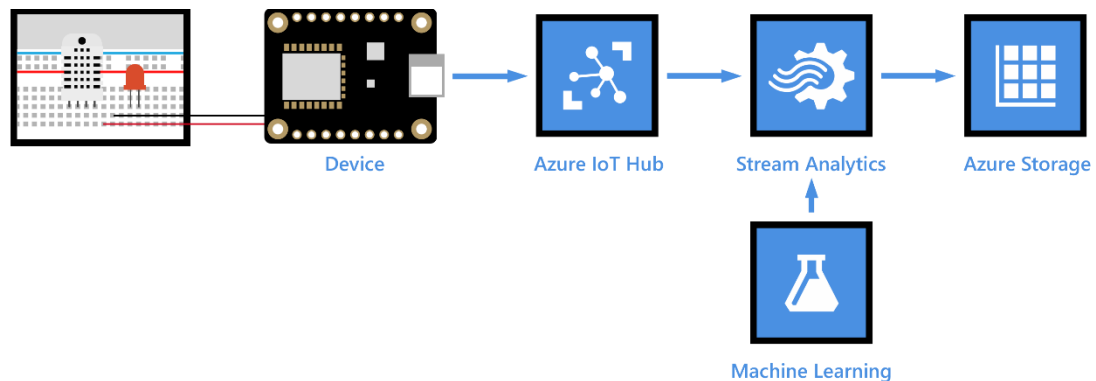 Device
Azure IoT Hub
Stream Analytics
Azure Storage
Machine Learning